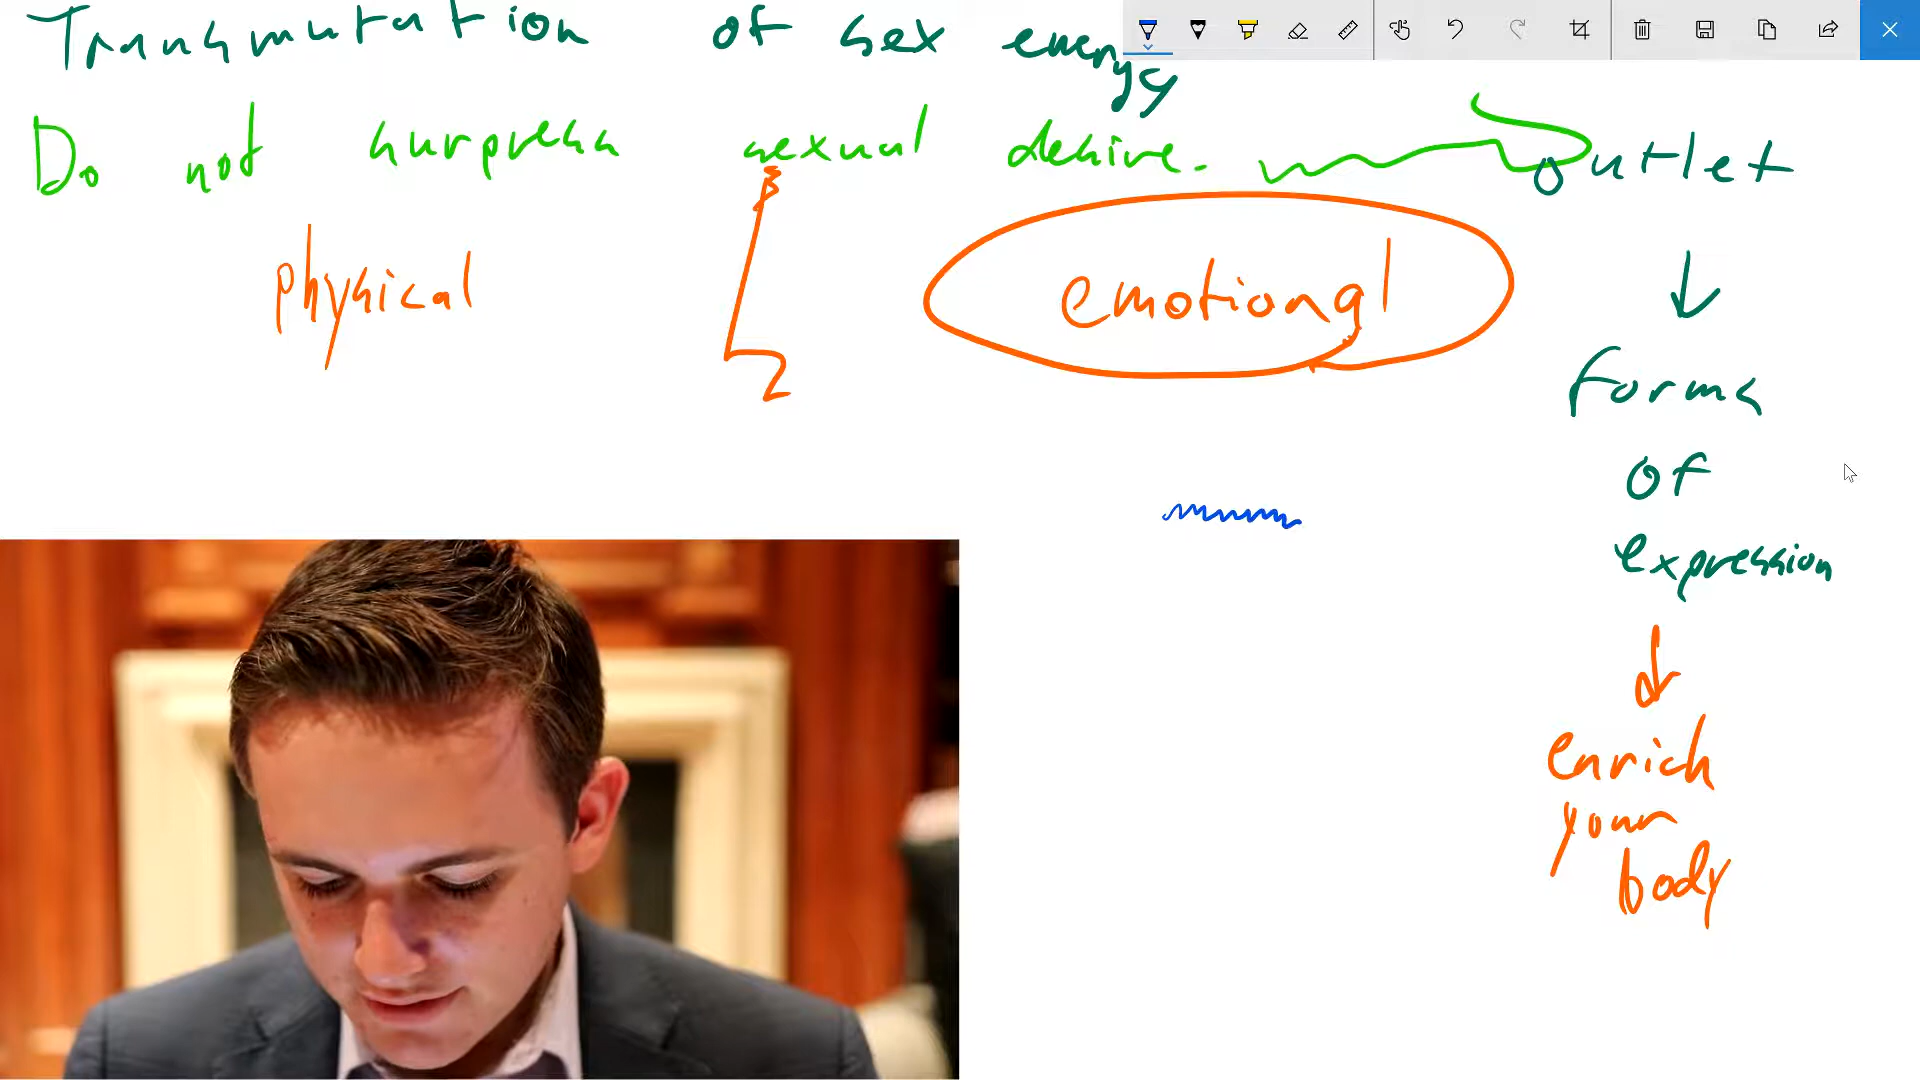 Transmutation of sex energy
Do not surpress sexual desire. outlet
physical emotional
forms
of
expression
enrich
your
body